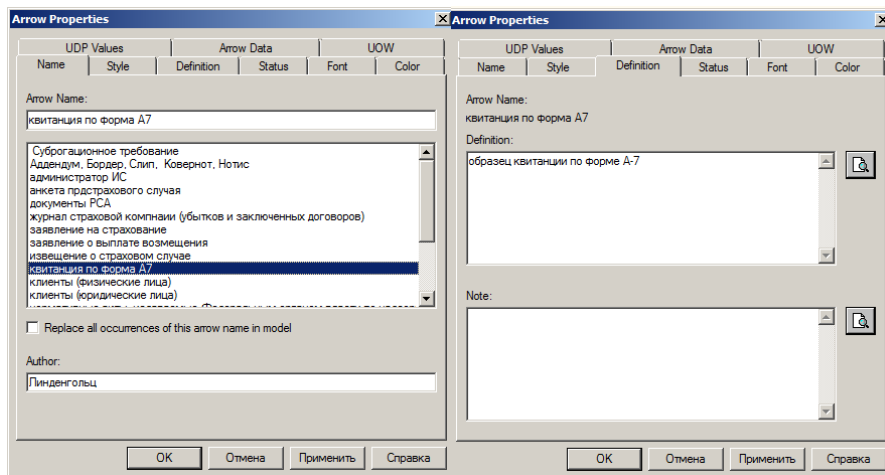 Arrow Properties
UDP Values Arrow Data UOW
Name Style Definition Status Font Color
Arrow Name:
квитанция по форма А7
Суброгационное требование
Аддендум, Бордер, Слип, Ковернот, Нотис
администратор ИС
анкета прдстрахового случая
документы РСА
журнал страховой компнаии (убытков и заключенных договоров)
заявление на страхование
заявление о выплате возмещения
извещение о страховом случае
квитанция по форма А7
клиенты (физические лица)
клиенты (юридические лица)
Replace all occurrences of this arrow name in model
Author:
Линденгольц
OK Отмена Применить Справка
Arrow Properties
UDP Values Arrow Data UOW
Name Style Definition Status Font Color
Arrow Name:
квитанция по форма А7
Definition:
образец квитанции по форме А-7
Note:
OK Отмена Применить Справка